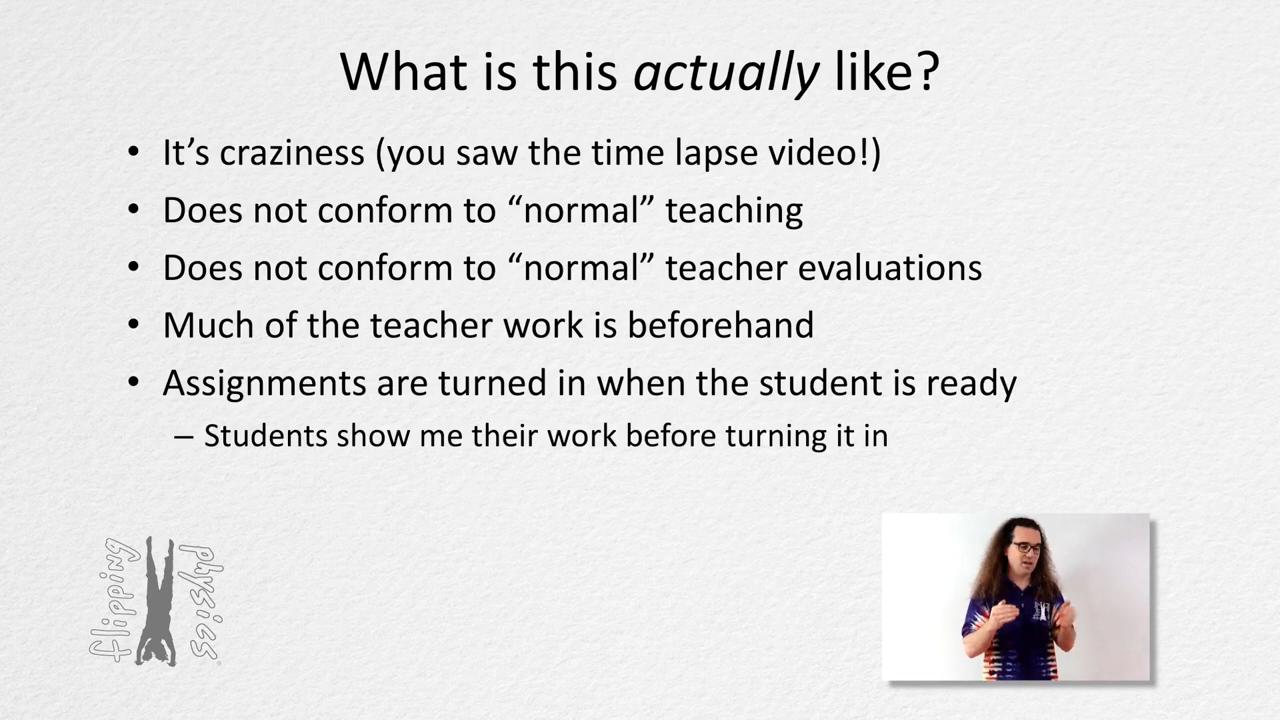 What is this actually like?
• It’s craziness (you saw the time lapse video!)
• Does not conform to “normal” teaching
• Does not conform to “normal” teacher evaluations
• Much of the teacher work is beforehand
• Assignments are turned in when the student is ready
– Students show me their work before turning it in
flipping
physics